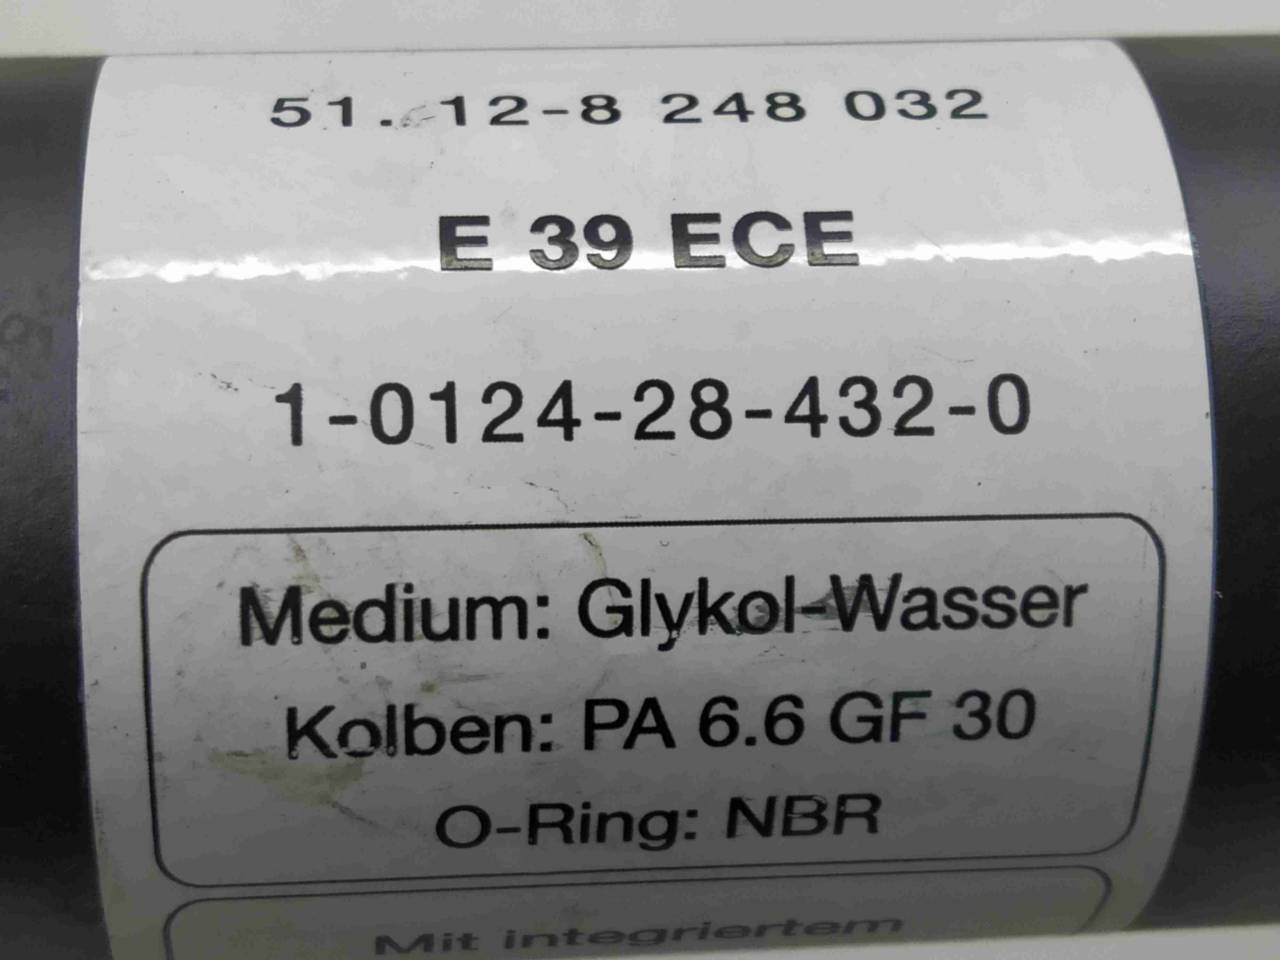 51. 12-8 248 032
E 39 ECE
1-0124-28-432-0
Medium: Glykol-Wasser
Kolben: PA 6.6 GF 30
O-Ring: NBR
Mit integriertem